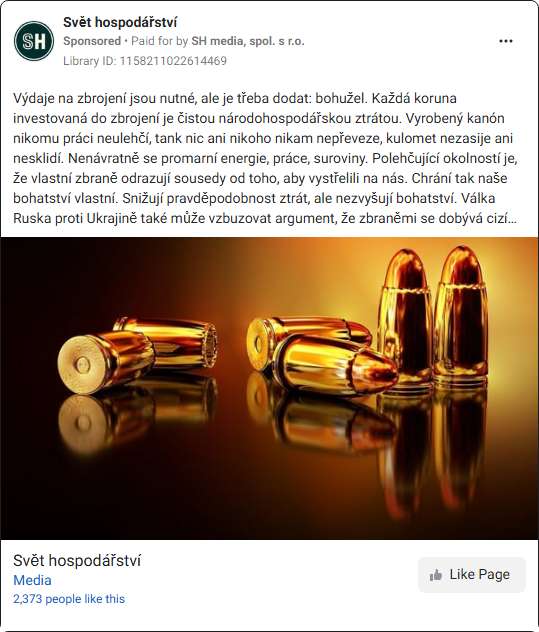 SH
Svět hospodářství
Sponsored • Paid for by SH media, spol. s r.o.
Library ID: 1158211022614469
Výdaje na zbrojení jsou nutné, ale je třeba dodat: bohužel. Každá koruna
investovaná do zbrojení je čistou národohospodářskou ztrátou. Vyrobený kanón
nikomu práci neulehčí, tank nic ani nikoho nikam nepřeveze, kulomet nezasije ani
nesklidí. Nenávratně se promarní energie, práce, suroviny. Polehčující okolností je,
že vlastní zbraně odrazují sousedy od toho, aby vystřelili na nás. Chrání tak naše
bohatství vlastní. Snižují pravděpodobnost ztrát, ale nezvyšují bohatství. Válka
Ruska proti Ukrajině také může vzbuzovat argument, že zbraněmi se dobývá cizí…
Svět hospodářství
Media
2,373 people like this
Like Page